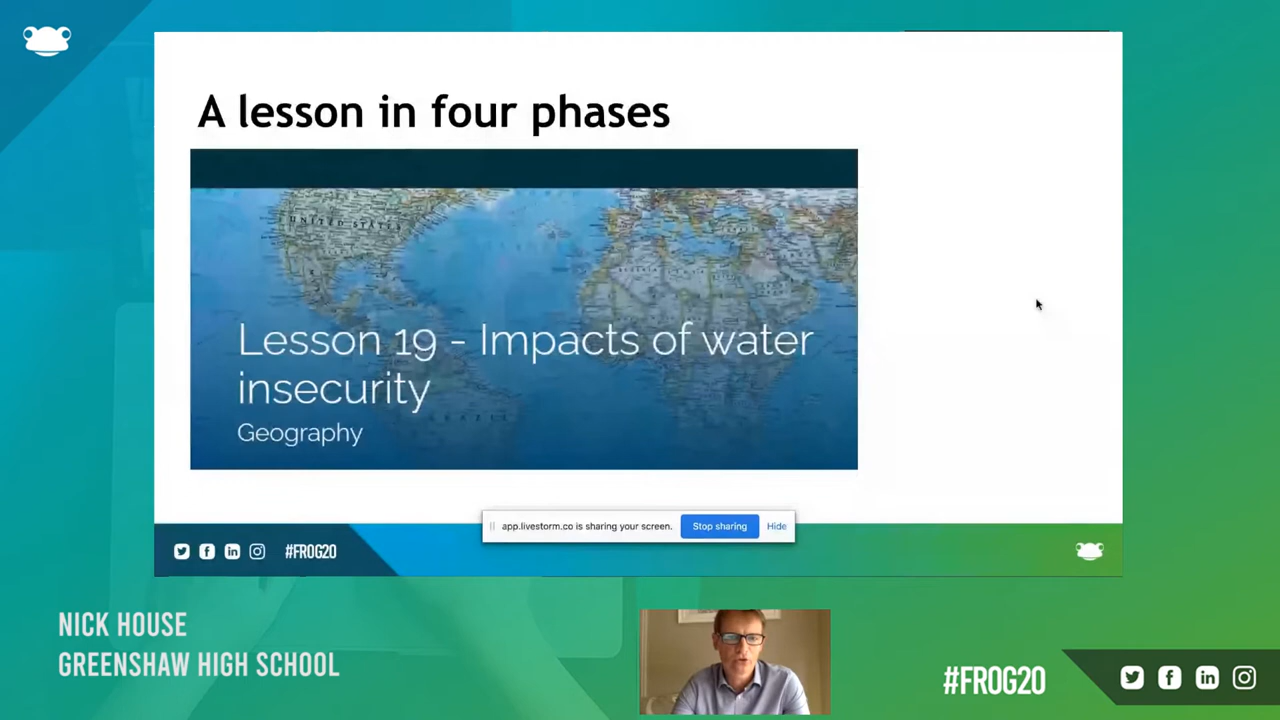 A lesson in four phases
UNITED STATES
BRAZIL
Lesson 19 - Impacts of water
insecurity
Geography
app.livestorm.co is sharing your screen.
Stop sharing
Hide
#FROG20
NICK HOUSE
GREENSHAW HIGH SCHOOL
#FROG20